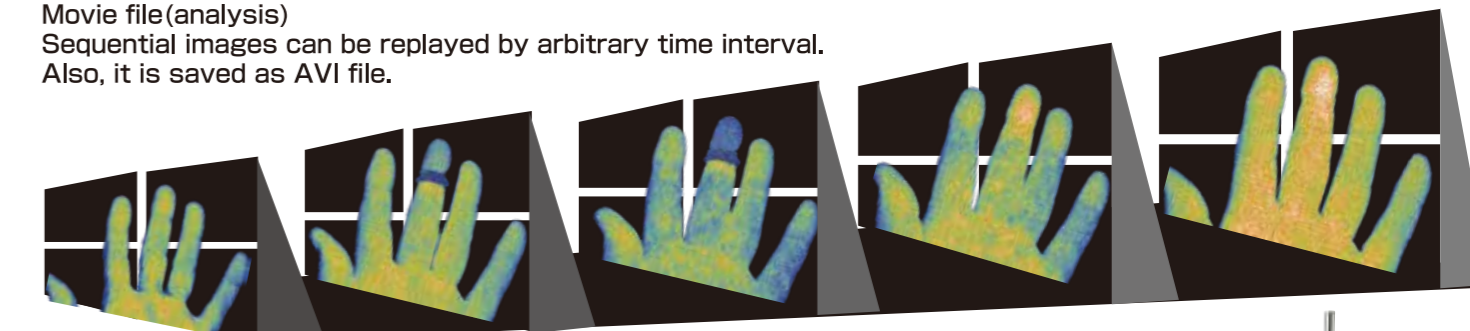 Movie file(analysis)
Sequential images can be replayed by arbitrary time interval.
Also, it is saved as AVI file.